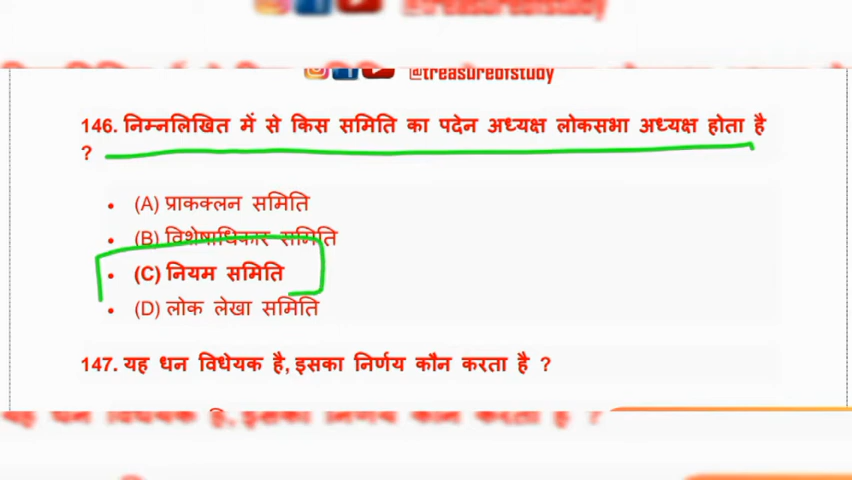 @treasureofstudy
146. निम्नलिखित में से किस समिति का पदेन अध्यक्ष लोकसभा अध्यक्ष होता है
?
(A) प्राकक्लन समिति
(B) विशेषाधिकार समिति
(C) नियम समिति
(D) लोक लेखा समिति
147. यह धन विधेयक है, इसका निर्णय कौन करता है ?